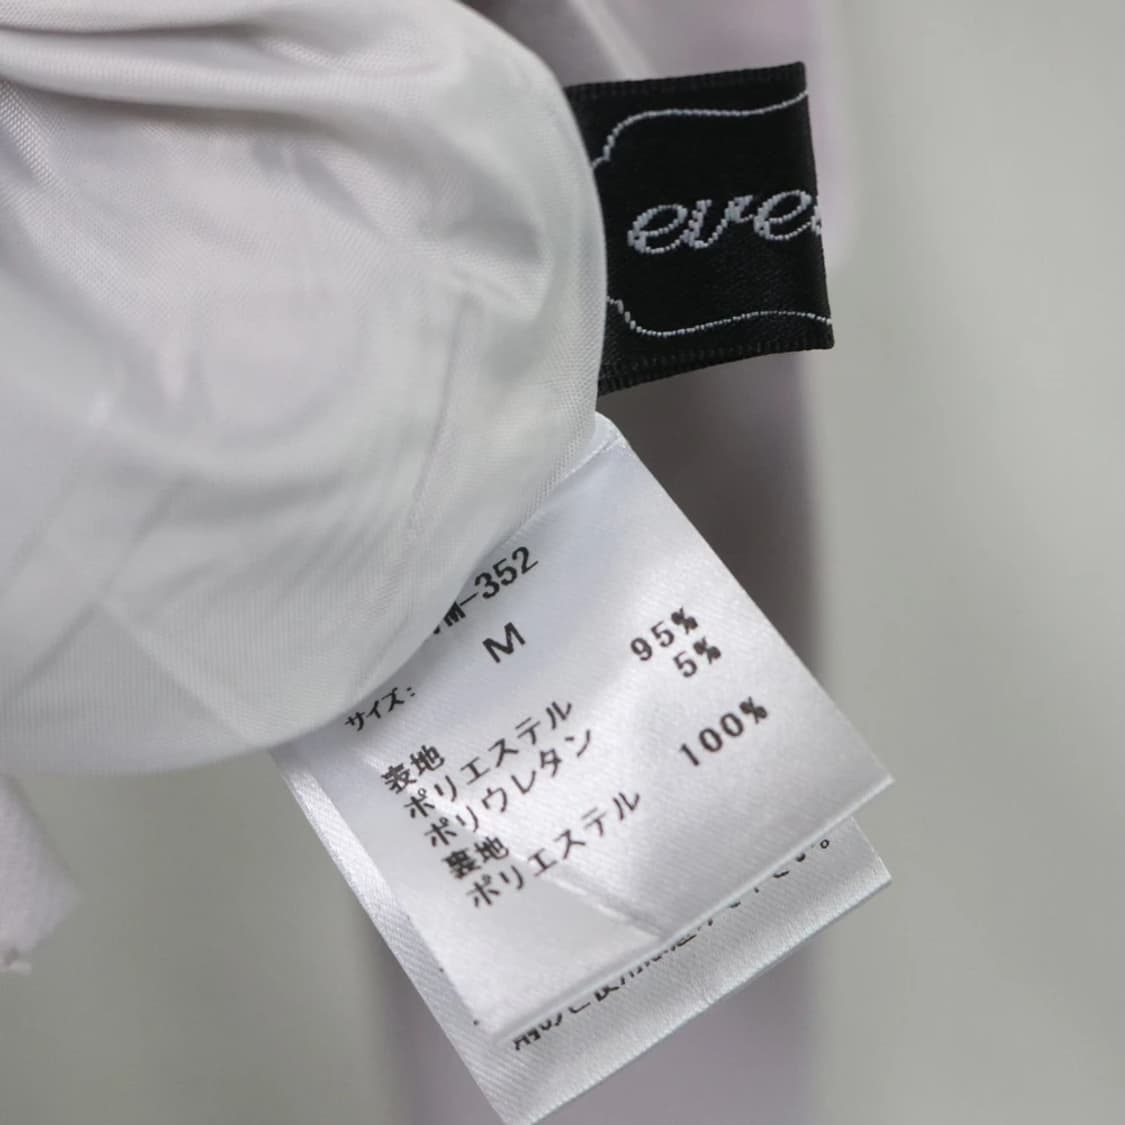 eve
M-352
サイズ: M
表地
ポリエステル 95%
ポリウレタン 5%
裏地
ポリエステル 100%